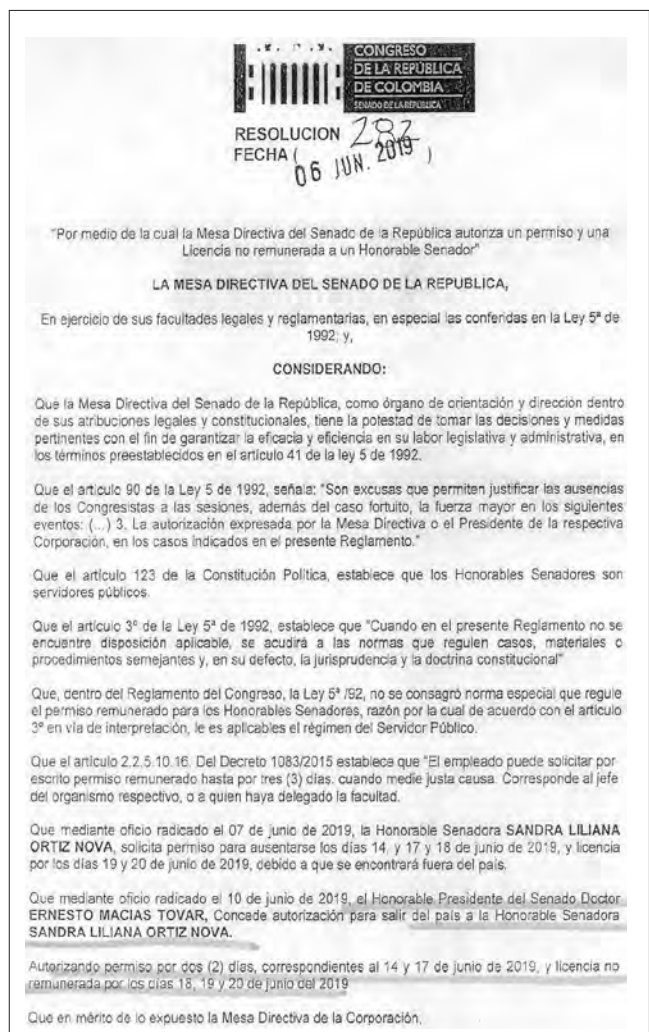 CONGRESO
DE LA REPÚBLICA
DE COLOMBIA
SENADO DE LA REPÚBLICA
RESOLUCION 282
FECHA (06 JUN. 2019 )
"Por medio de la cual la Mesa Directiva del Senado de la República autoriza un permiso y una
Licencia no remunerada a un Honorable Senador"
LA MESA DIRECTIVA DEL SENADO DE LA REPUBLICA,
En ejercicio de sus facultades legales y reglamentarias, en especial las conferidas en la Ley 5ª de
1992; y,
CONSIDERANDO:
Que la Mesa Directiva del Senado de la República, como órgano de orientación y dirección dentro
de sus atribuciones legales y constitucionales, tiene la potestad de tomar las decisiones y medidas
pertinentes con el fin de garantizar la eficacia y eficiencia en su labor legislativa y administrativa, en
los términos preestablecidos en el artículo 41 de la ley 5 de 1992.
Que el artículo 90 de la Ley 5 de 1992, señala: "Son excusas que permiten justificar las ausencias
de los Congresistas a las sesiones, además del caso fortuito, la fuerza mayor en los siguientes
eventos: (...) 3. La autorización expresada por la Mesa Directiva o el Presidente de la respectiva
Corporación, en los casos indicados en el presente Reglamento."
Que el artículo 123 de la Constitución Política, establece que los Honorables Senadores son
servidores públicos.
Que el artículo 3º de la Ley 5ª de 1992, establece que "Cuando en el presente Reglamento no se
encuentre disposición aplicable, se acudirá a las normas que regulen casos, materiales o
procedimientos semejantes y, en su defecto, la jurisprudencia y la doctrina constitucional"
Que, dentro del Reglamento del Congreso, la Ley 5ª /92, no se consagró norma especial que regule
el permiso remunerado para los Honorables Senadores, razón por la cual de acuerdo con el artículo
3º en vía de interpretación, le es aplicables el régimen del Servidor Público.
Que el artículo 2.2.5.10.16. Del Decreto 1083/2015 establece que "El empleado puede solicitar por
escrito permiso remunerado hasta por tres (3) días. cuando medie justa causa. Corresponde al jefe
del organismo respectivo, o a quien haya delegado la facultad.
Que mediante oficio radicado el 07 de junio de 2019, la Honorable Senadora SANDRA LILIANA
ORTIZ NOVA, solicita permiso para ausentarse los días 14, y 17 y 18 de junio de 2019, y licencia
por los días 19 y 20 de junio de 2019, debido a que se encontrará fuera del país.
Que mediante oficio radicado el 10 de junio de 2019, el Honorable Presidente del Senado Doctor
ERNESTO MACIAS TOVAR, Concede autorización para salir del país a la Honorable Senadora
SANDRA LILIANA ORTIZ NOVA.
Autorizando permiso por dos (2) días, correspondientes al 14 y 17 de junio de 2019, y licencia no
remunerada por los días 18, 19 y 20 de junio del 2019
Que en mérito de lo expuesto la Mesa Directiva de la Corporación,